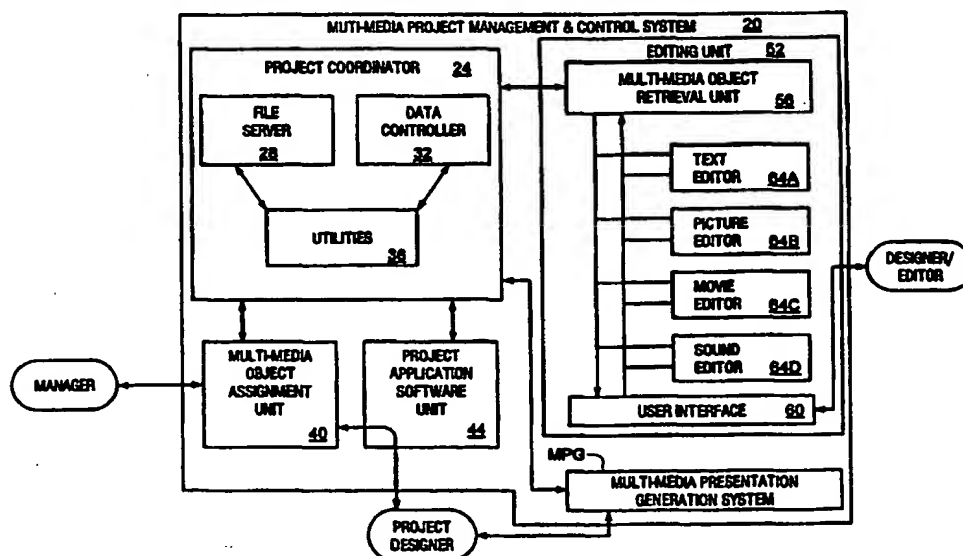 MUTI-MEDIA PROJECT MANAGEMENT & CONTROL SYSTEM 20
PROJECT COORDINATOR 24
FILE
SERVER
28
DATA
CONTROLLER
32
UTILITIES
36
EDITING UNIT 52
MULTI-MEDIA OBJECT
RETRIEVAL UNIT
56
TEXT
EDITOR 64A
PICTURE
EDITOR 64B
MOVIE
EDITOR 64C
SOUND
EDITOR 64D
USER INTERFACE 60
DESIGNER/
EDITOR
MANAGER
MULTI-MEDIA
OBJECT
ASSIGNMENT
UNIT
40
PROJECT
APPLICATION
SOFTWARE
UNIT
44
MPG
MULTI-MEDIA PRESENTATION
GENERATION SYSTEM
PROJECT
DESIGNER